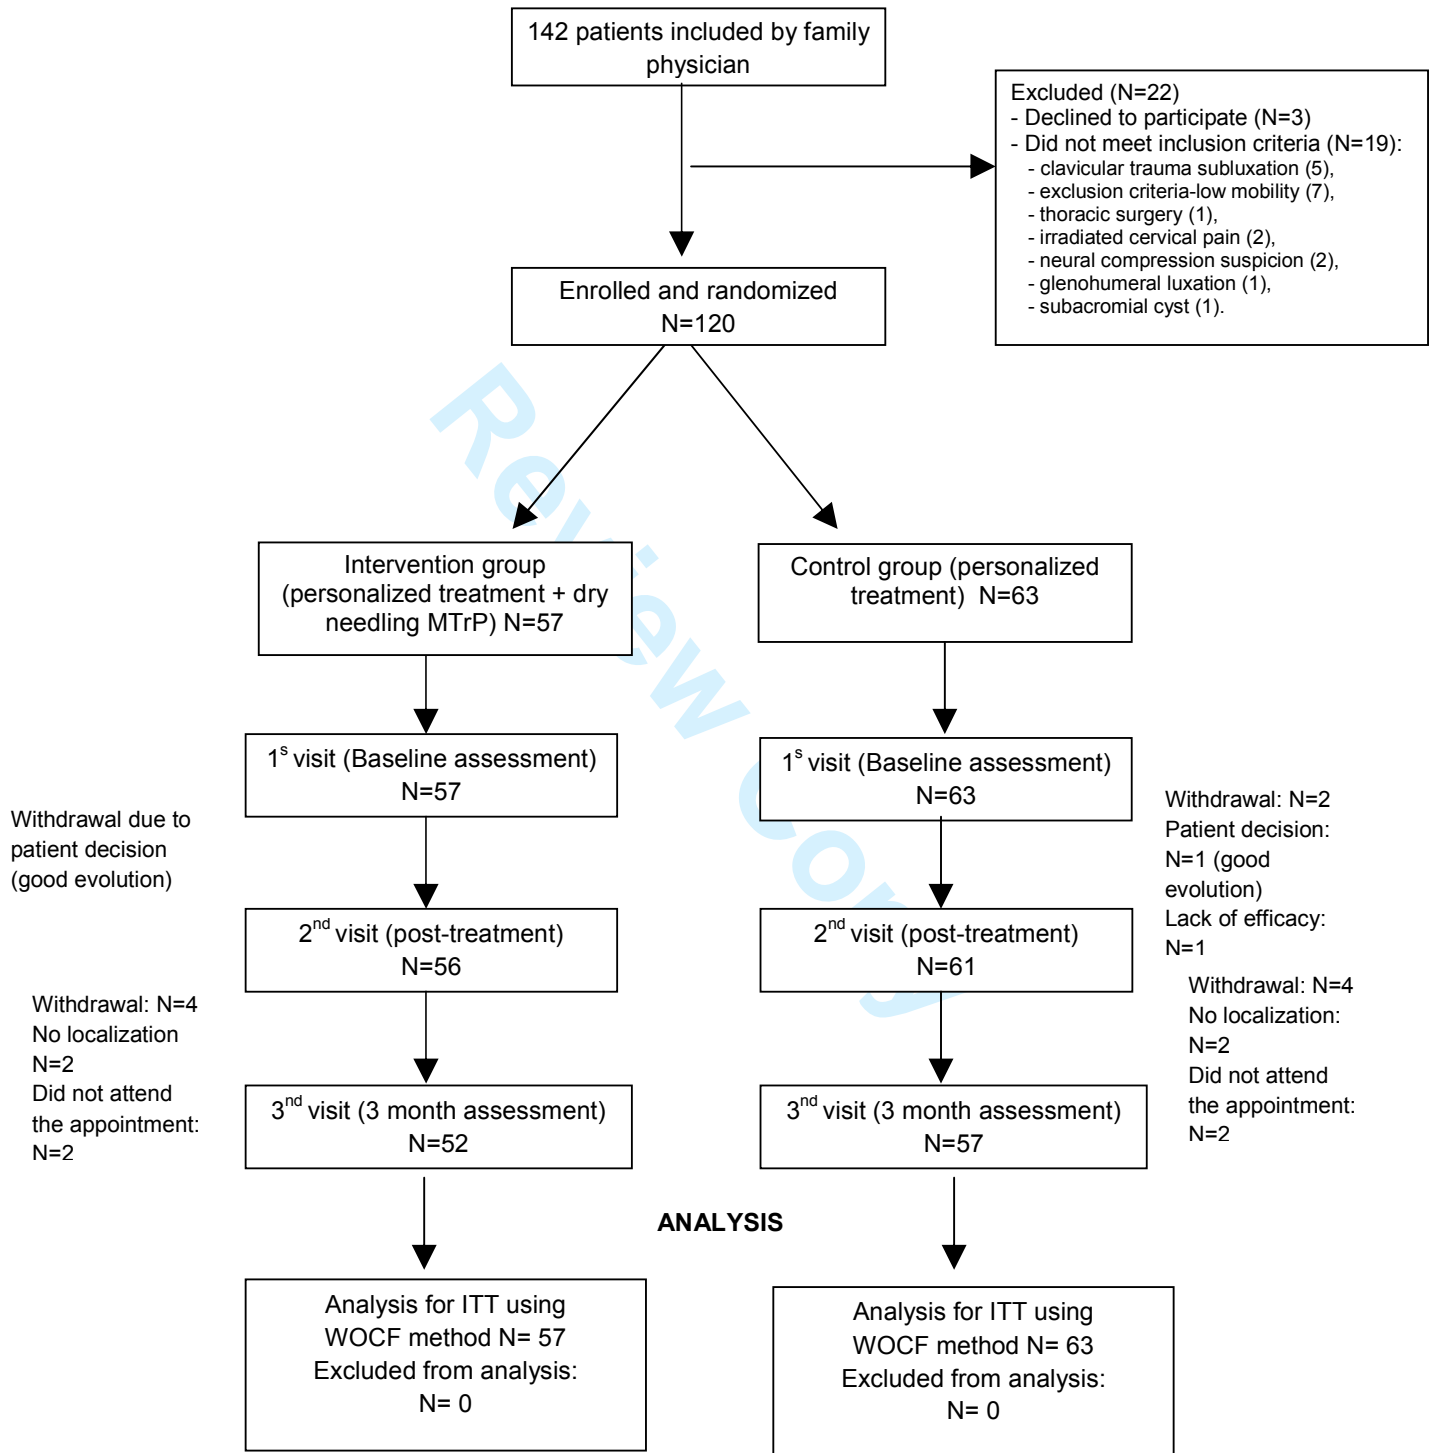 142 patients included by family
physician
Excluded (N=22)
- Declined to participate (N=3)
- Did not meet inclusion criteria (N=19):
- clavicular trauma subluxation (5),
- exclusion criteria-low mobility (7),
- thoracic surgery (1),
- irradiated cervical pain (2),
- neural compression suspicion (2),
- glenohumeral luxation (1),
- subacromial cyst (1).
Enrolled and randomized
N=120
Intervention group
(personalized treatment + dry
needling MTrP) N=57
Control group (personalized
treatment) N=63
1s visit (Baseline assessment)
N=57
1s visit (Baseline assessment)
N=63
Withdrawal due to
patient decision
(good evolution)
Withdrawal: N=2
Patient decision:
N=1 (good
evolution)
Lack of efficacy:
N=1
2nd visit (post-treatment)
N=56
2nd visit (post-treatment)
N=61
Withdrawal: N=4
No localization
N=2
Did not attend
the appointment:
N=2
Withdrawal: N=4
No localization:
N=2
Did not attend
the appointment:
N=2
3nd visit (3 month assessment)
N=52
3nd visit (3 month assessment)
N=57
ANALYSIS
Analysis for ITT using
WOCF method N= 57
Excluded from analysis:
N= 0
Analysis for ITT using
WOCF method N= 63
Excluded from analysis:
N= 0
Review Copy